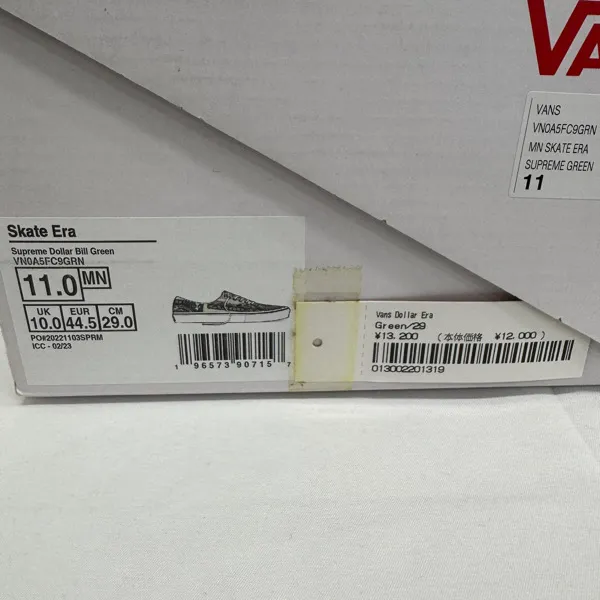 VA
VANS
VN0A5FC9GRN
MN SKATE ERA
SUPREME GREEN
11
Skate Era
Supreme Dollar Bill Green
VN0A5FC9GRN
11.0 MN
UK EUR CM
10.0 44.5 29.0
PO#20221103SPRM
ICC - 02/23
1 96573 90715 7
Vans Dollar Era
Green/29
¥13,200 (本体価格 ¥12,000)
013002201319